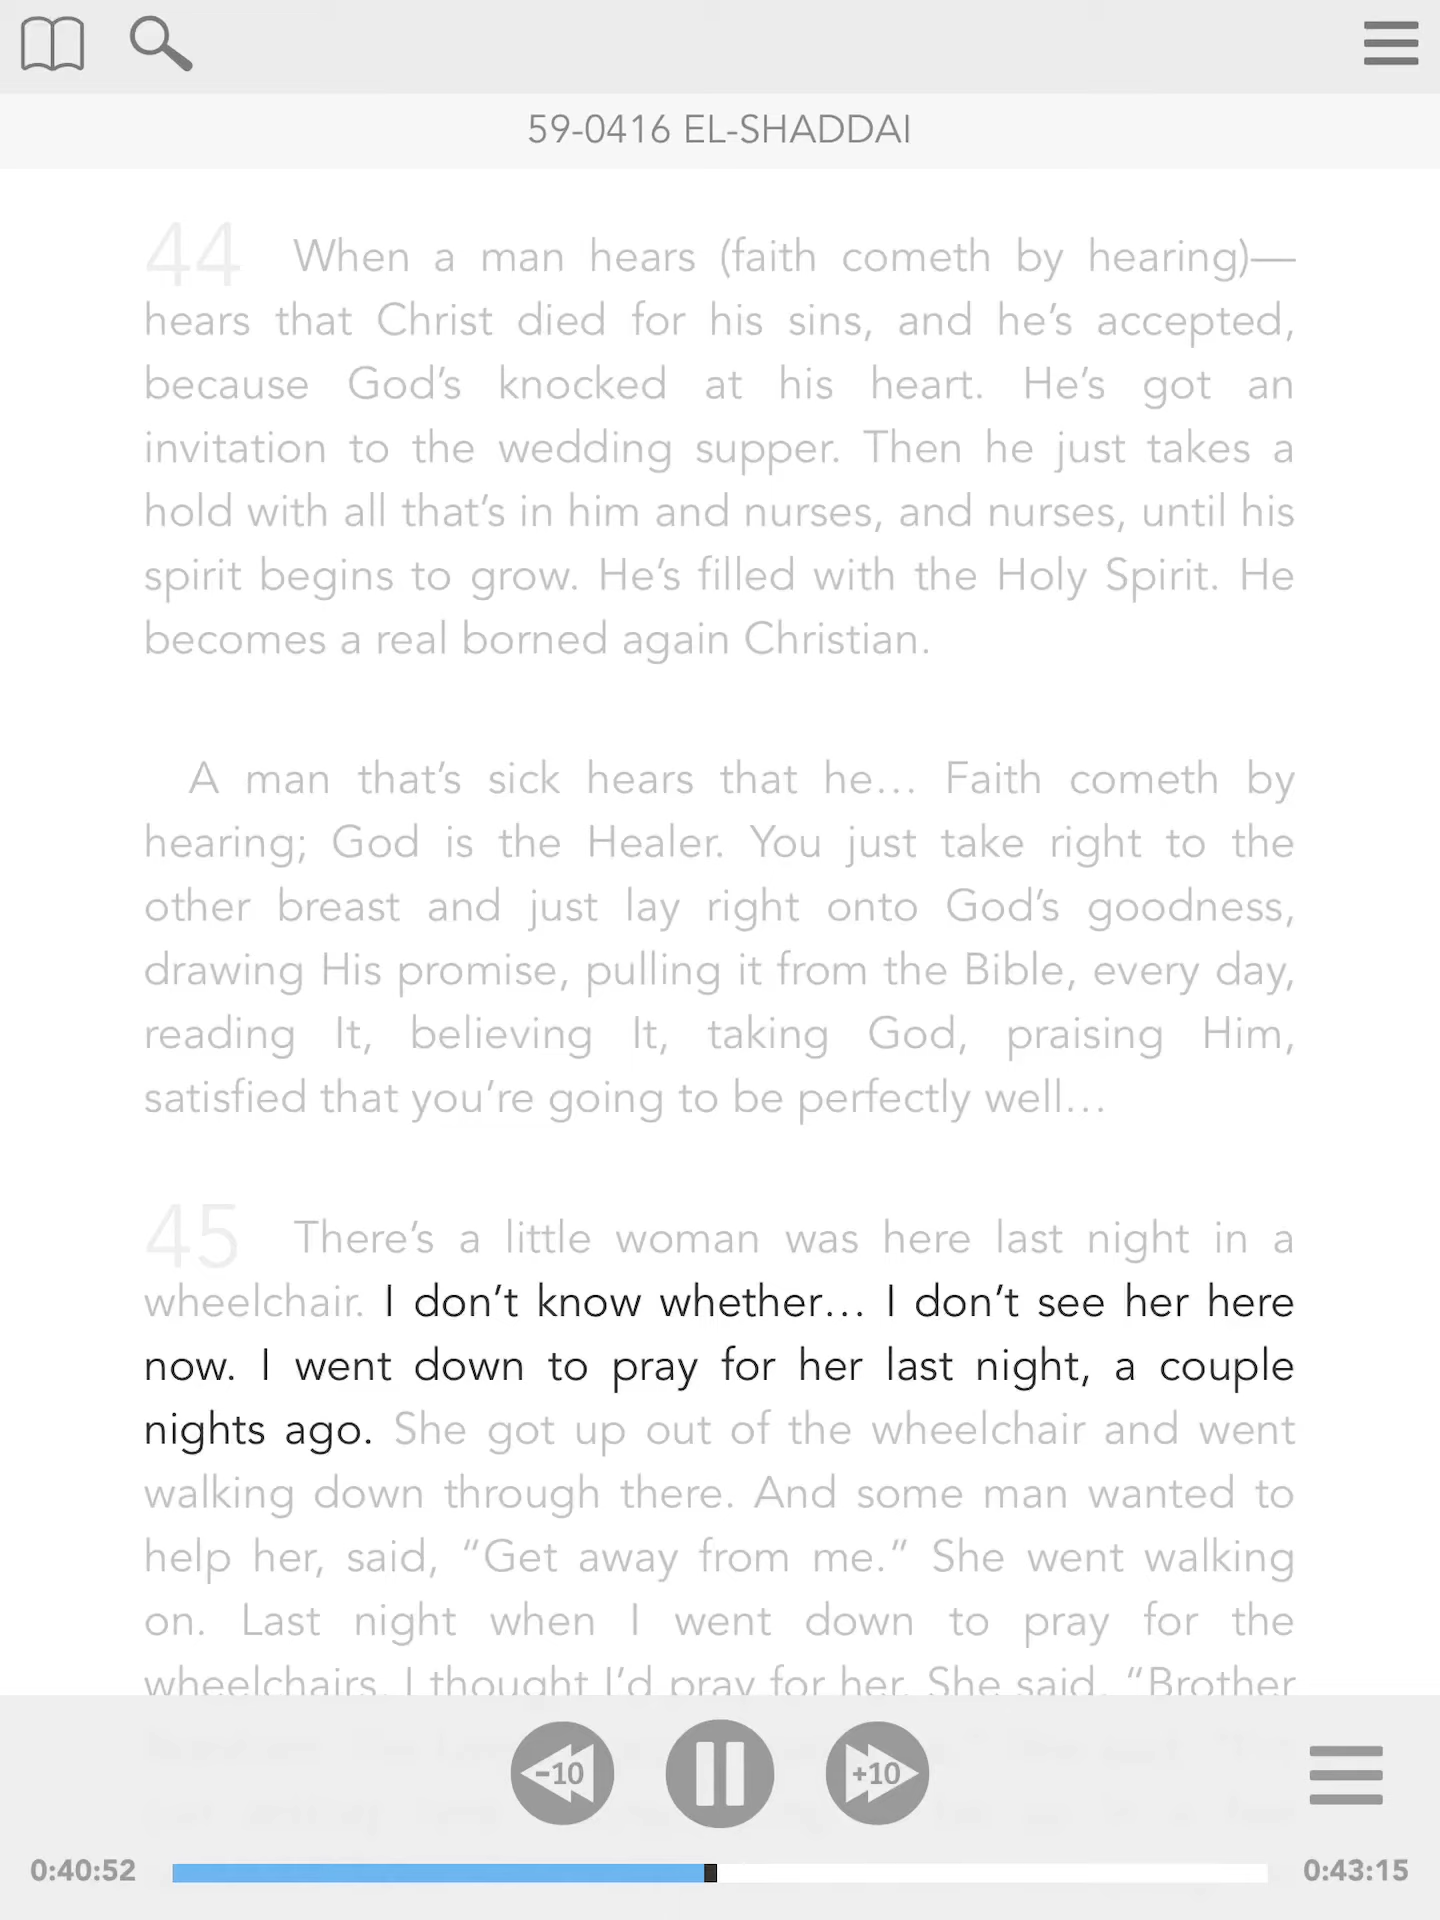 59-0416 EL-SHADDAI
44 When a man hears (faith cometh by hearing)—
hears that Christ died for his sins, and he’s accepted,
because God’s knocked at his heart. He’s got an
invitation to the wedding supper. Then he just takes a
hold with all that’s in him and nurses, and nurses, until his
spirit begins to grow. He’s filled with the Holy Spirit. He
becomes a real borned again Christian.
A man that’s sick hears that he… Faith cometh by
hearing; God is the Healer. You just take right to the
other breast and just lay right onto God’s goodness,
drawing His promise, pulling it from the Bible, every day,
reading It, believing It, taking God, praising Him,
satisfied that you’re going to be perfectly well…
45 There’s a little woman was here last night in a
wheelchair. I don’t know whether… I don’t see her here
now. I went down to pray for her last night, a couple
nights ago. She got up out of the wheelchair and went
walking down through there. And some man wanted to
help her, said, “Get away from me.” She went walking
on. Last night when I went down to pray for the
wheelchairs, I thought I’d pray for her. She said, “Brother
-10 +10
0:40:52 0:43:15